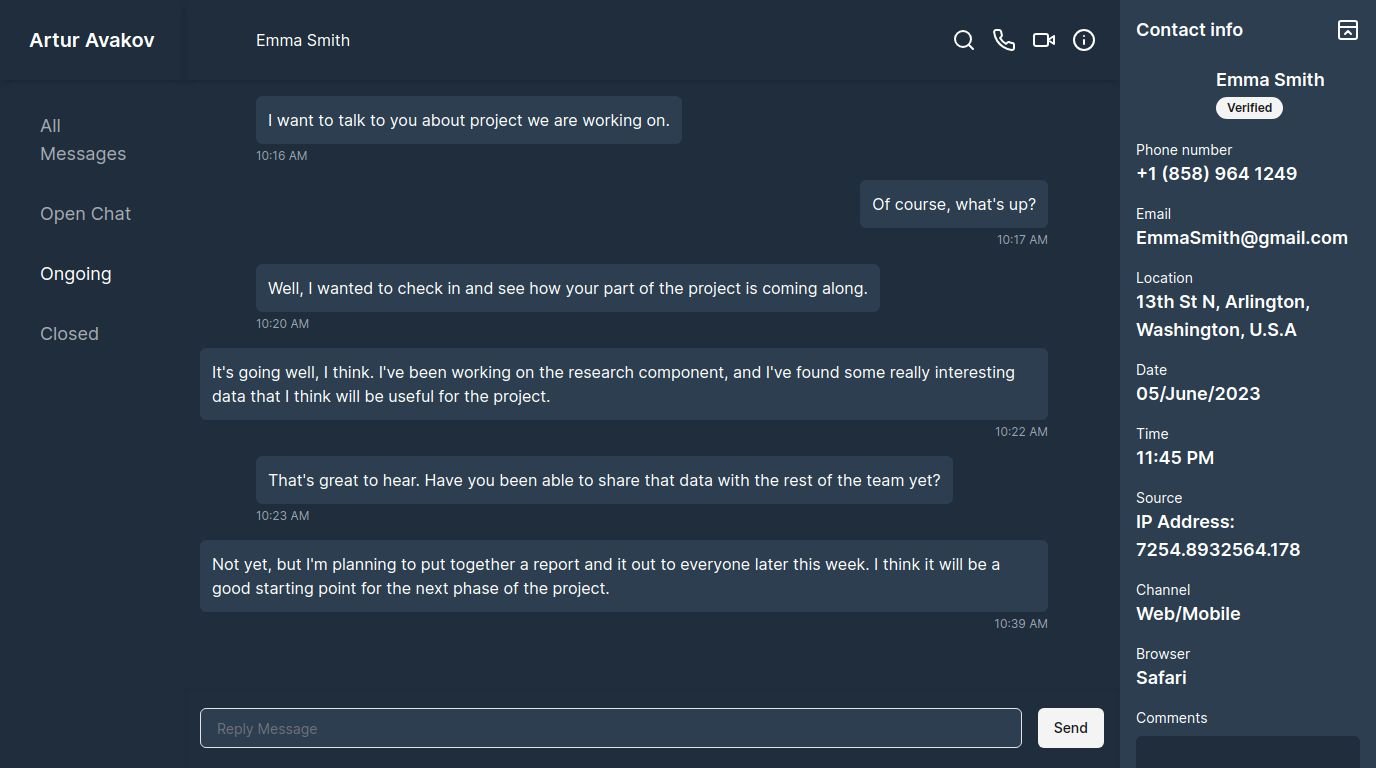 Artur Avakov
All
Messages
Open Chat
Ongoing
Closed
Emma Smith
I want to talk to you about project we are working on.
10:16 AM
Of course, what's up?
10:17 AM
Well, I wanted to check in and see how your part of the project is coming along.
10:20 AM
It's going well, I think. I've been working on the research component, and I've found some really interesting
data that I think will be useful for the project.
10:22 AM
That's great to hear. Have you been able to share that data with the rest of the team yet?
10:23 AM
Not yet, but I'm planning to put together a report and it out to everyone later this week. I think it will be a
good starting point for the next phase of the project.
10:39 AM
Reply Message
Send
Contact info
Emma Smith
Verified
Phone number
+1 (858) 964 1249
Email
EmmaSmith@gmail.com
Location
13th St N, Arlington,
Washington, U.S.A
Date
05/June/2023
Time
11:45 PM
Source
IP Address:
7254.8932564.178
Channel
Web/Mobile
Browser
Safari
Comments